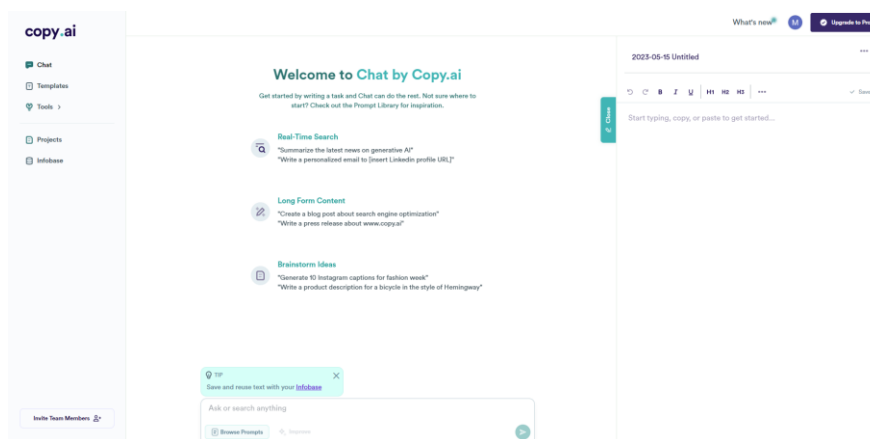 copy.ai
Chat
Templates
Tools
Projects
Infobase
Invite Team Members
What's new
M
Upgrade to Pr
Welcome to Chat by Copy.ai
Get started by writing a task and Chat can do the rest. Not sure where to
start? Check out the Prompt Library for inspiration.
Real-Time Search
"Summarize the latest news on generative AI"
"Write a personalized email to [insert Linkedin profile URL]"
Long Form Content
"Create a blog post about search engine optimization"
"Write a press release about www.copy.ai"
Brainstorm Ideas
"Generate 10 Instagram captions for fashion week"
"Write a product description for a bicycle in the style of Hemingway"
TIP
Save and reuse text with your Infobase
Ask or search anything
Browse Prompts
Improve
Close
2023-05-15 Untitled
B I U H1 H2 H3
Save
Start typing, copy, or paste to get started...